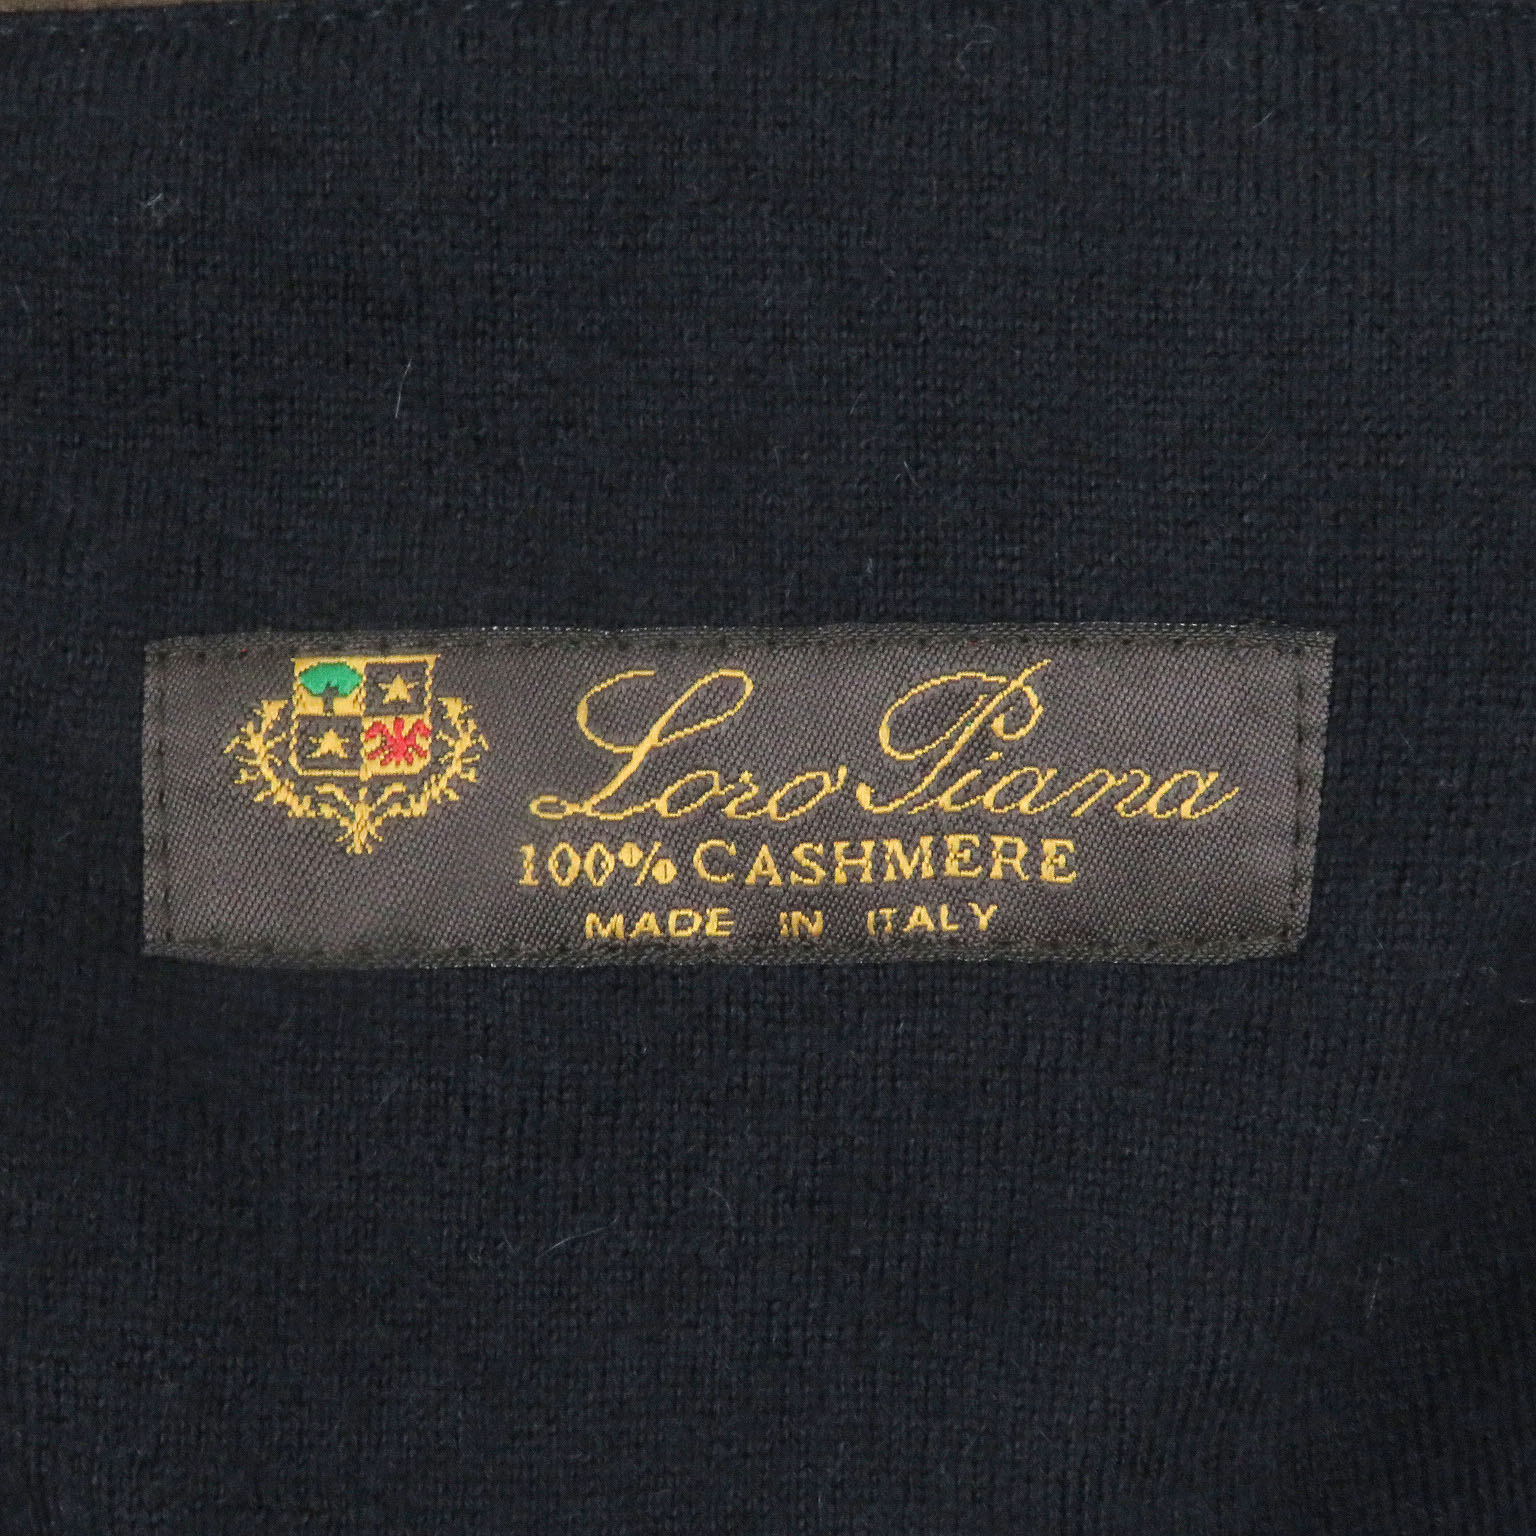 Loro Piana
100% CASHMERE
MADE IN ITALY